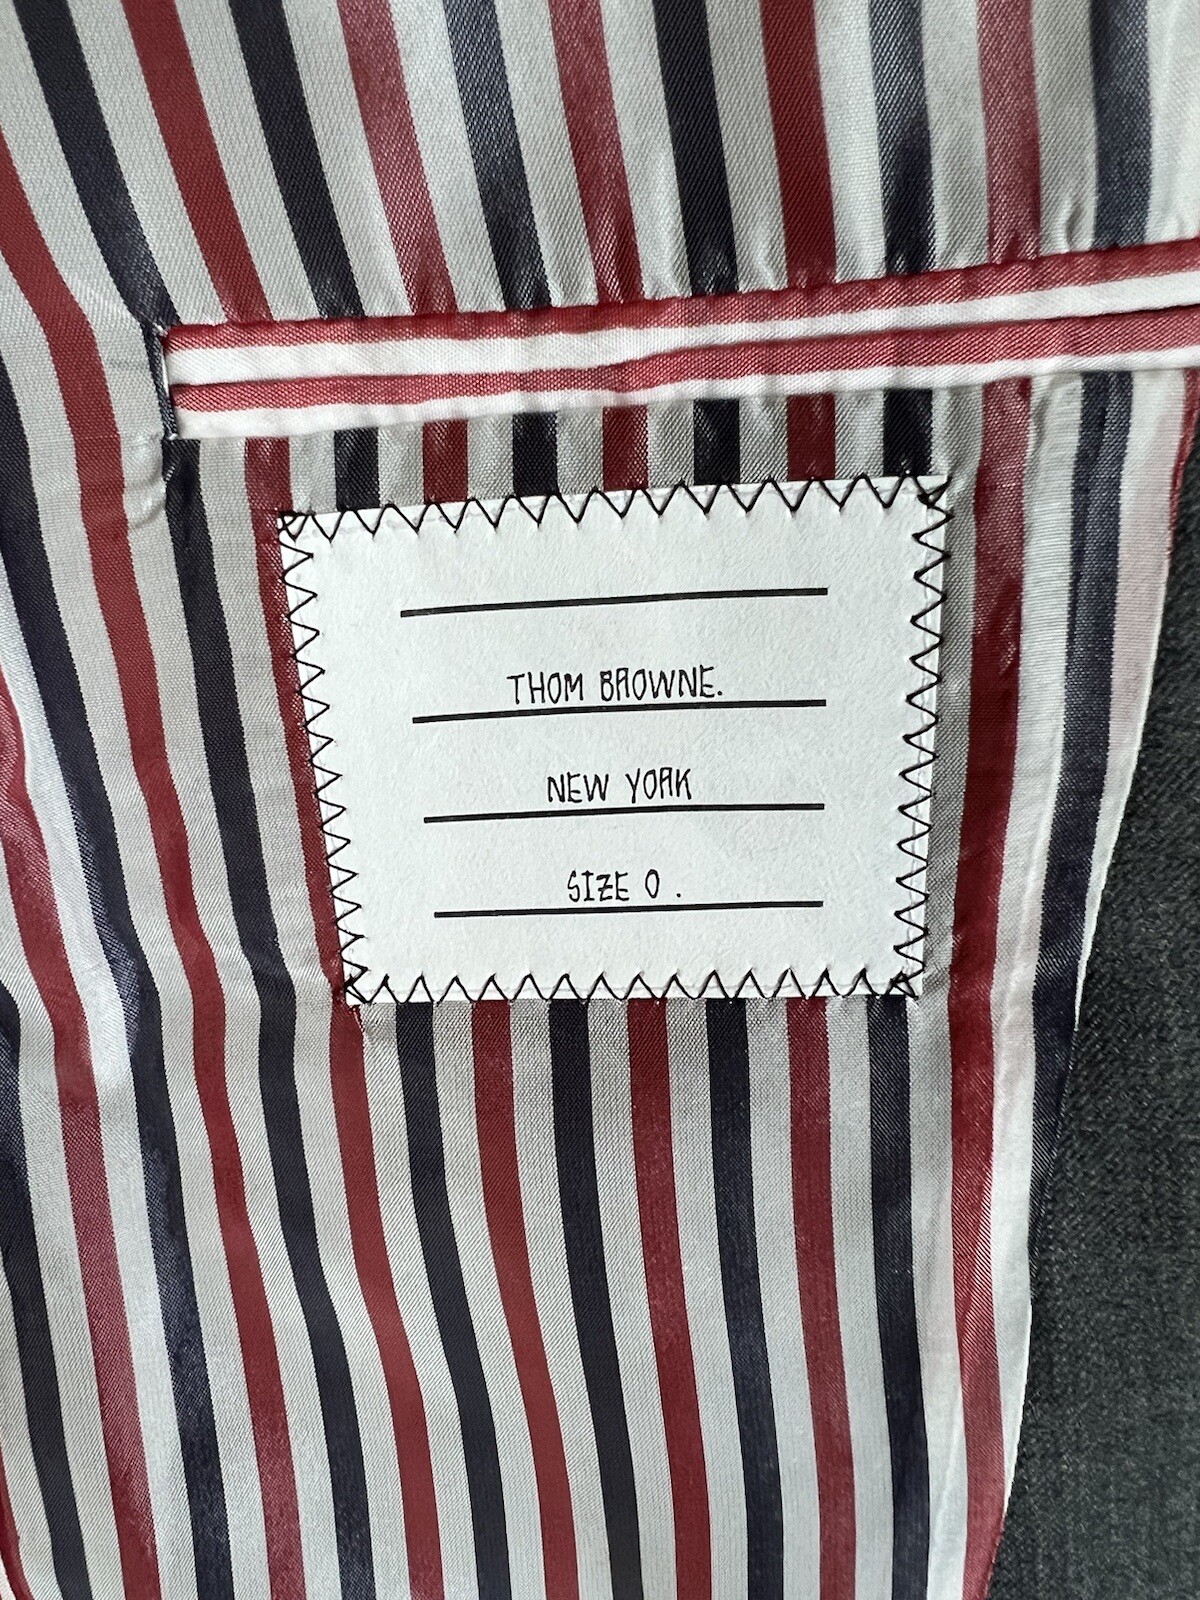 THOM BROWNE.
NEW YORK
SIZE 0 .